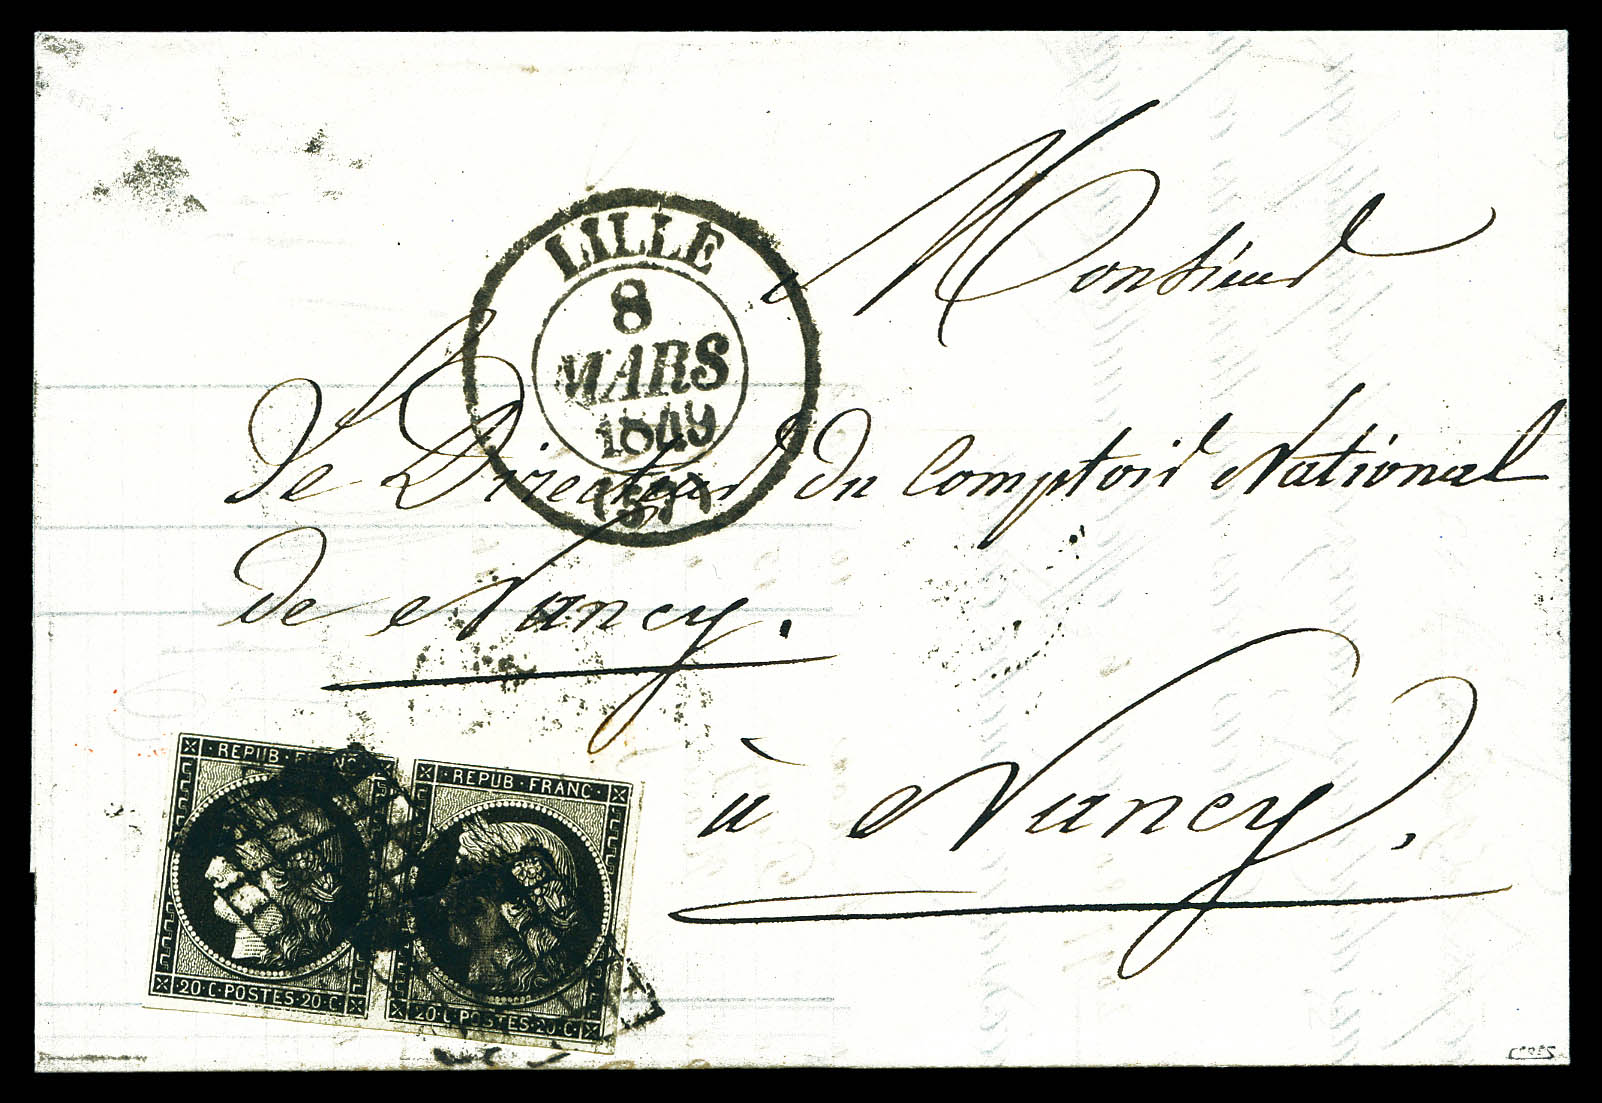 LILLE
8
MARS
1849
(57)
Monsieur
Le Directeur du Comptoir National
de Nancy.
à Nancy.
REPUB·FRANC·
REPUB·FRANC·
20·C·POSTES·20·C·
20·C·POSTES·20·C·
CERES